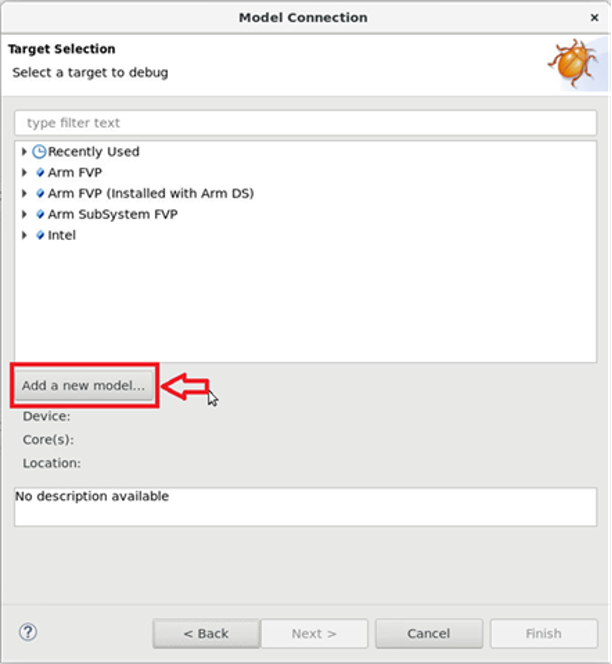 Model Connection
Target Selection
Select a target to debug
type filter text
Recently Used
Arm FVP
Arm FVP (Installed with Arm DS)
Arm SubSystem FVP
Intel
Add a new model...
Device:
Core(s):
Location:
No description available
< Back
Next >
Cancel
Finish